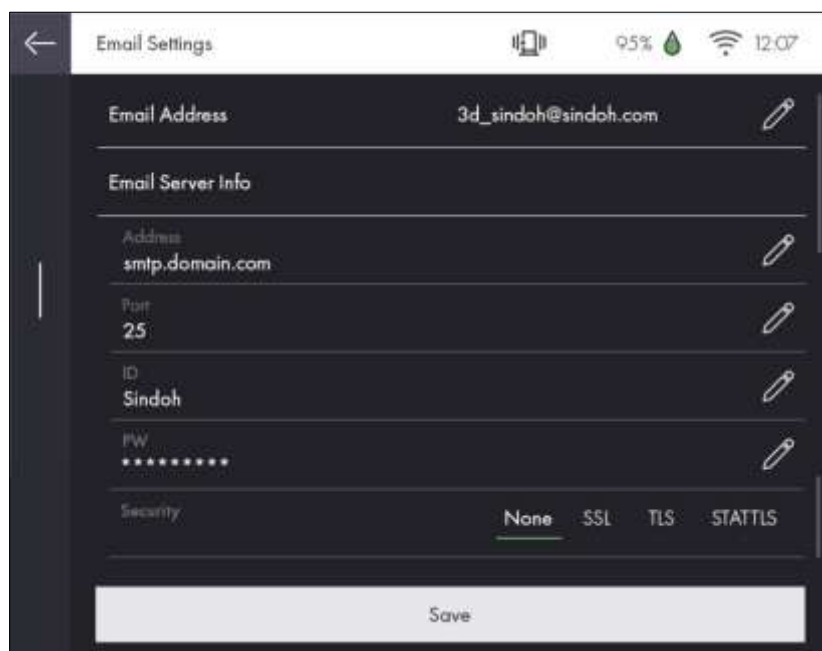 Email Settings 95% 12:07
Email Address 3d_sindoh@sindoh.com
Email Server Info
Address
smtp.domain.com
Port
25
ID
Sindoh
PW
*********
Security None SSL TLS STATTLS
Save